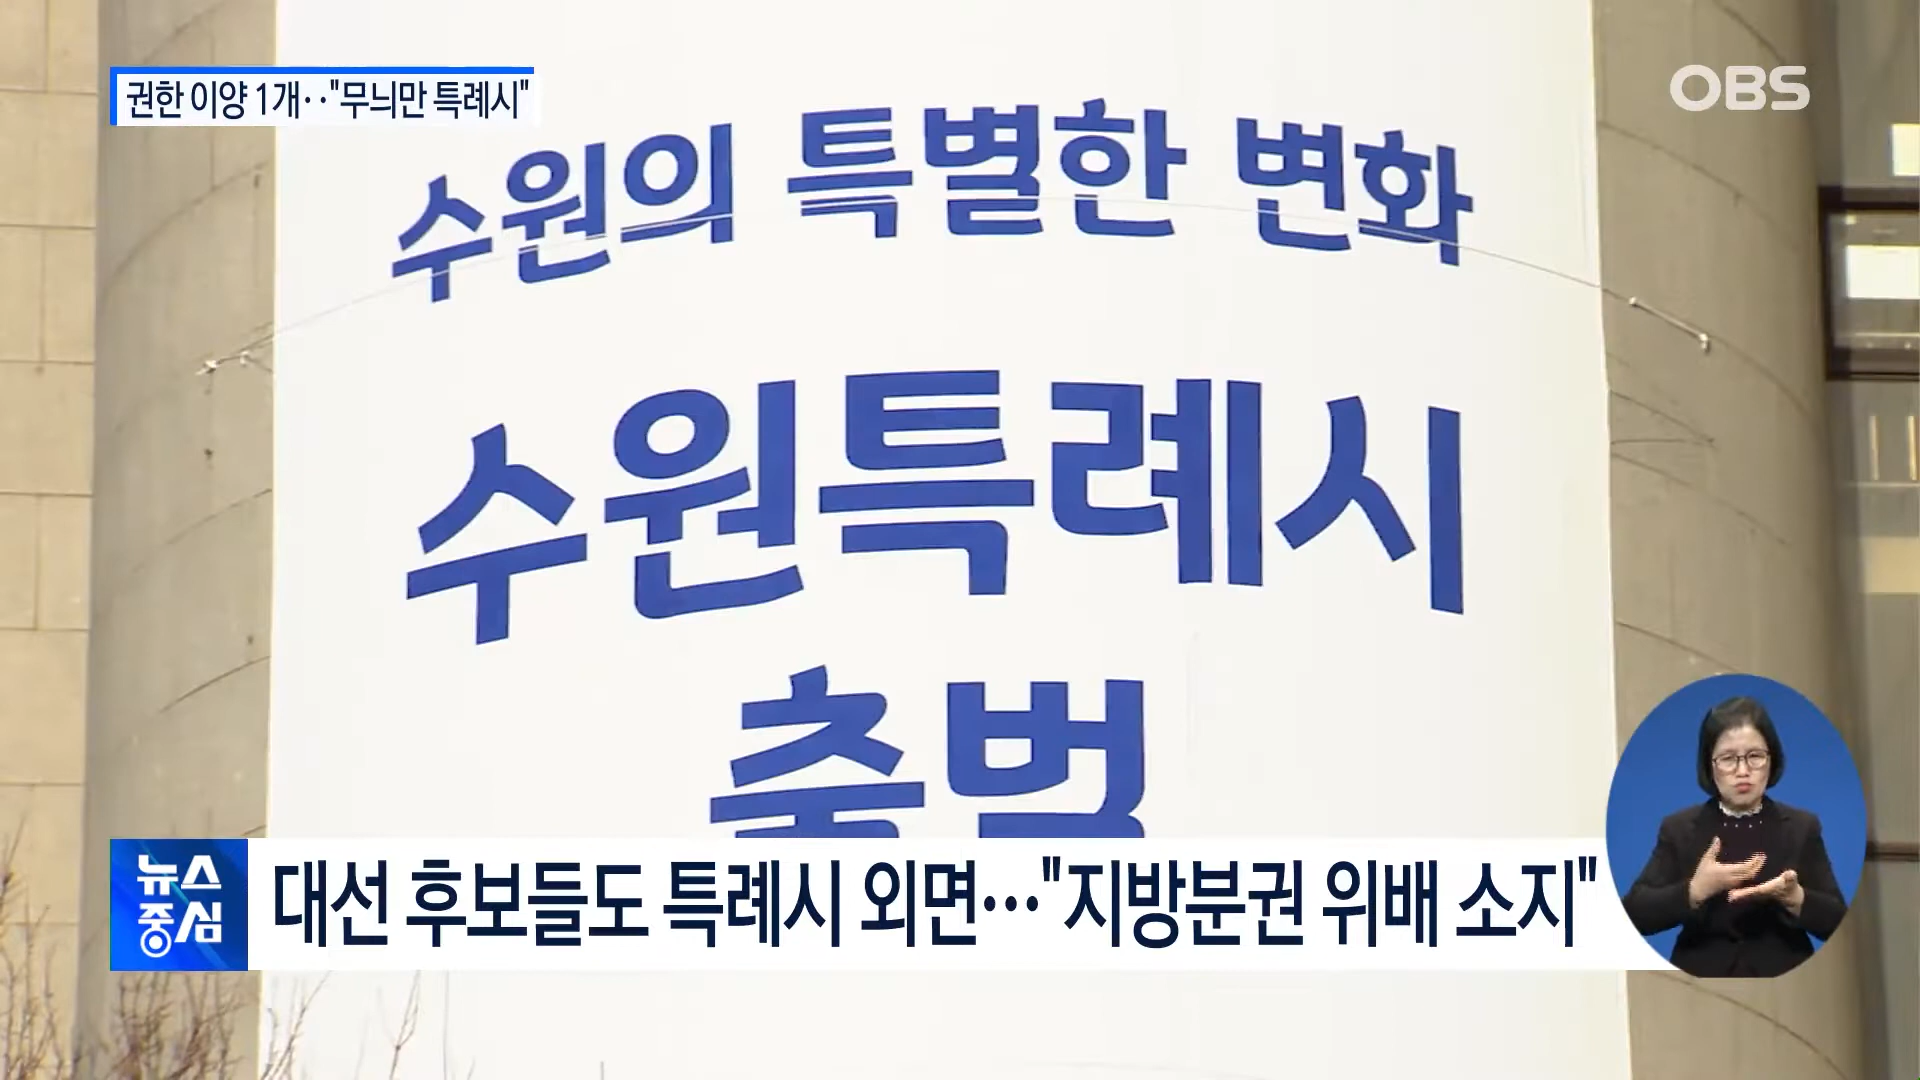 권한 이양 1개‥"무늬만 특례시"
OBS
수원의 특별한 변화
수원특례시
출범
뉴스
중심
대선 후보들도 특례시 외면…"지방분권 위배 소지"